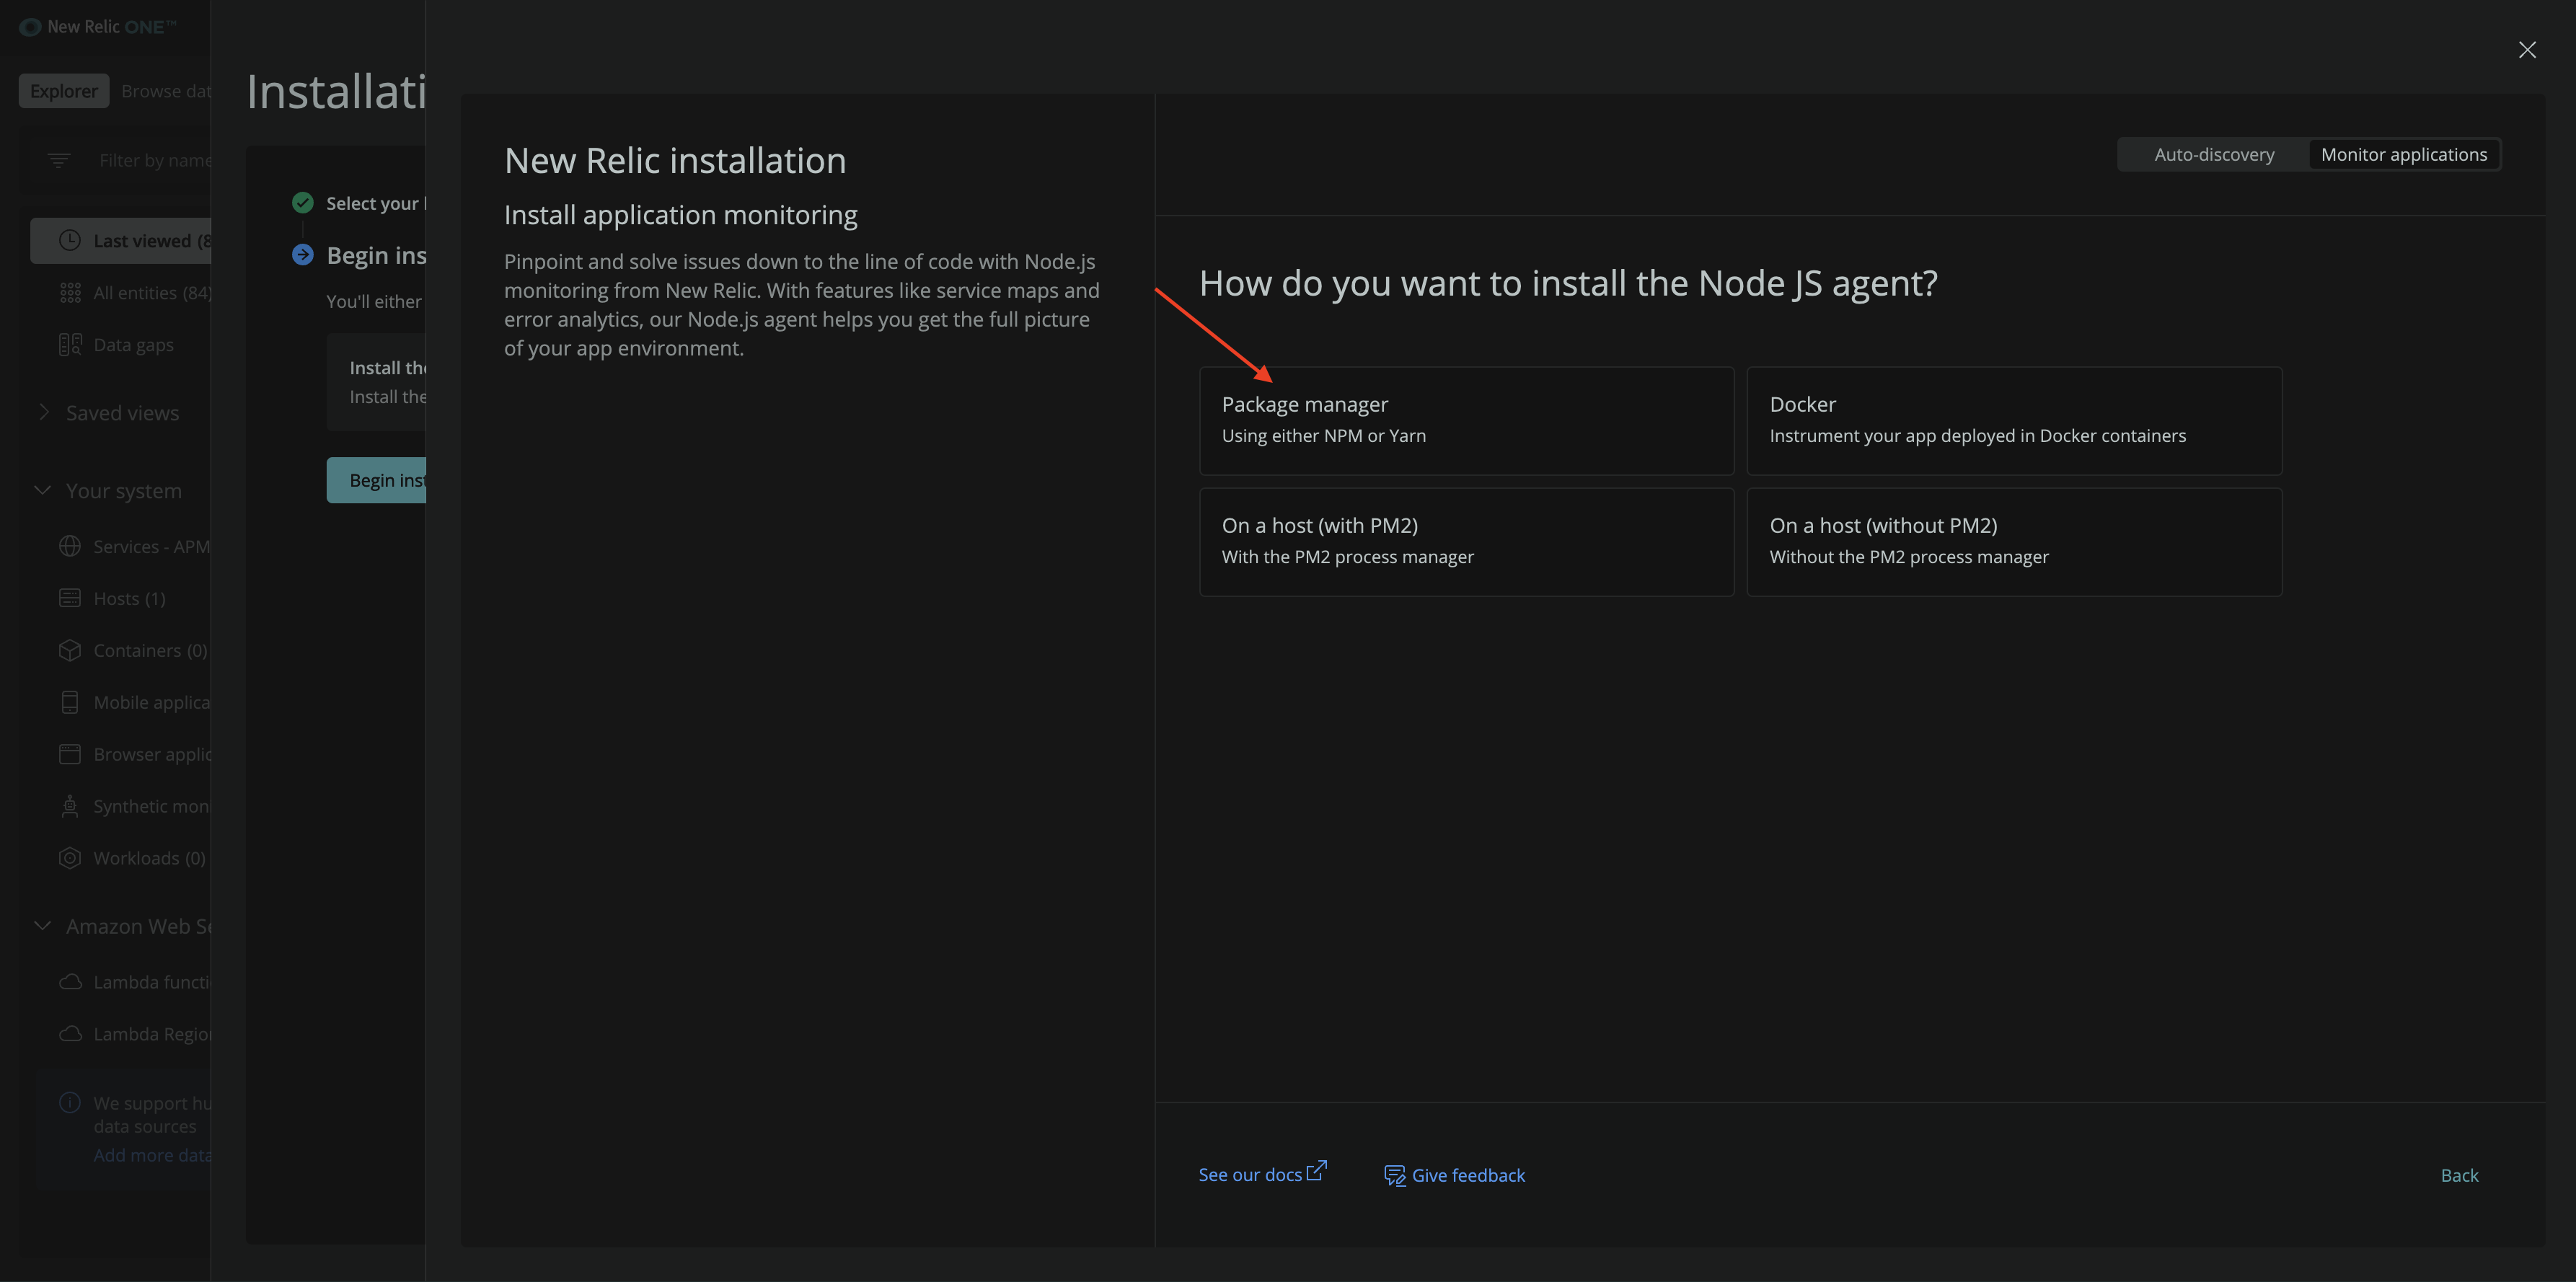 New Relic ONE™
Explorer
Browse dat
Filter by name
Last viewed (8
All entities (84)
Data gaps
Saved views
Your system
Services - APM
Hosts (1)
Containers (0)
Mobile applica
Browser applic
Synthetic moni
Workloads (0)
Amazon Web Se
Lambda functi
Lambda Region
We support hu
data sources
Add more data
Installati
Select your l
Begin ins
You'll either
Install the
Install the
Begin inst
New Relic installation
Install application monitoring
Pinpoint and solve issues down to the line of code with Node.js
monitoring from New Relic. With features like service maps and
error analytics, our Node.js agent helps you get the full picture
of your app environment.
Auto-discovery
Monitor applications
How do you want to install the Node JS agent?
Package manager
Using either NPM or Yarn
Docker
Instrument your app deployed in Docker containers
On a host (with PM2)
With the PM2 process manager
On a host (without PM2)
Without the PM2 process manager
See our docs
Give feedback
Back